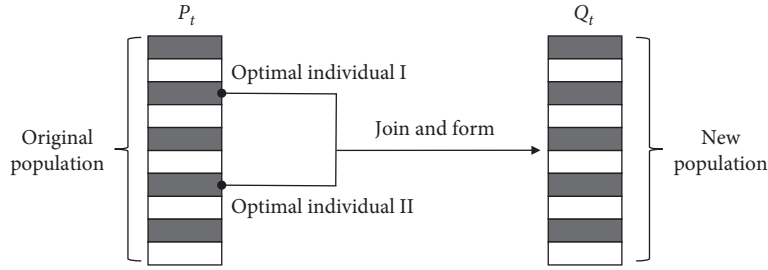 P_t
Q_t
Optimal individual I
Original
population
Join and form
New
population
Optimal individual II